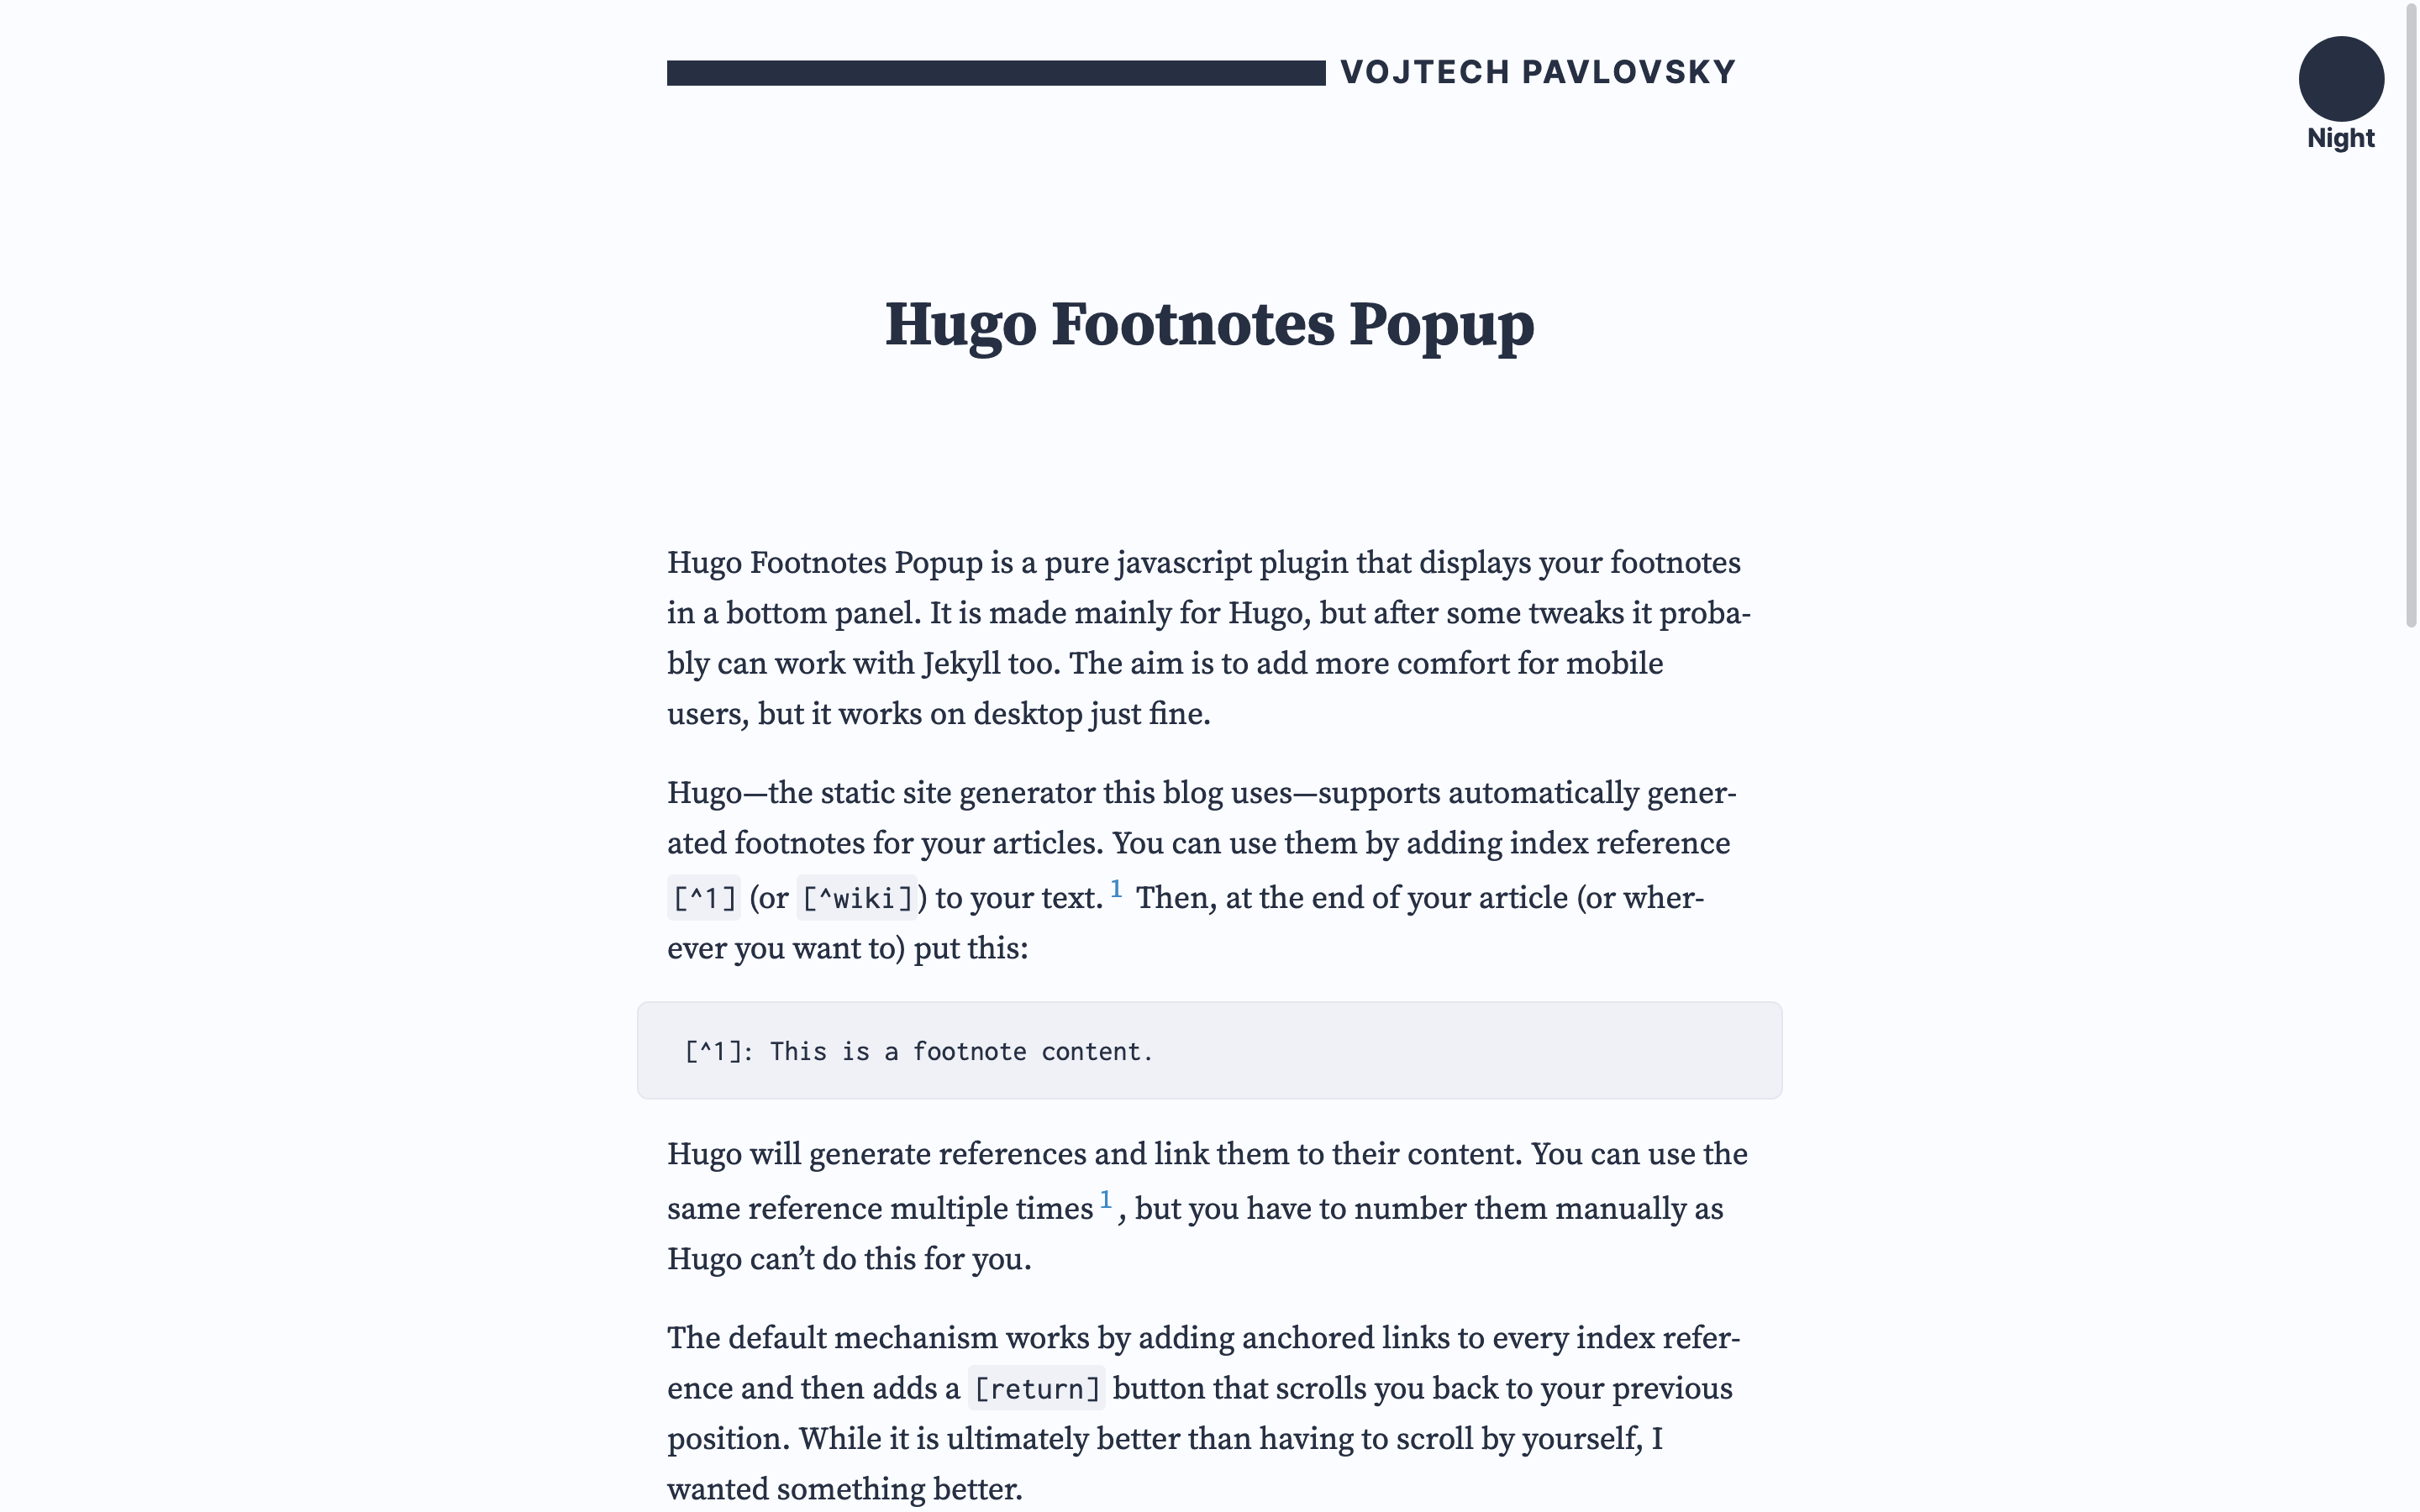 VOJTECH PAVLOVSKY
Night
Hugo Footnotes Popup
Hugo Footnotes Popup is a pure javascript plugin that displays your footnotes
in a bottom panel. It is made mainly for Hugo, but after some tweaks it proba-
bly can work with Jekyll too. The aim is to add more comfort for mobile
users, but it works on desktop just fine.
Hugo—the static site generator this blog uses—supports automatically gener-
ated footnotes for your articles. You can use them by adding index reference
[^1] (or [^wiki]) to your text. 1 Then, at the end of your article (or wher-
ever you want to) put this:
[^1]: This is a footnote content.
Hugo will generate references and link them to their content. You can use the
same reference multiple times 1 , but you have to number them manually as
Hugo can’t do this for you.
The default mechanism works by adding anchored links to every index refer-
ence and then adds a [return] button that scrolls you back to your previous
position. While it is ultimately better than having to scroll by yourself, I
wanted something better.